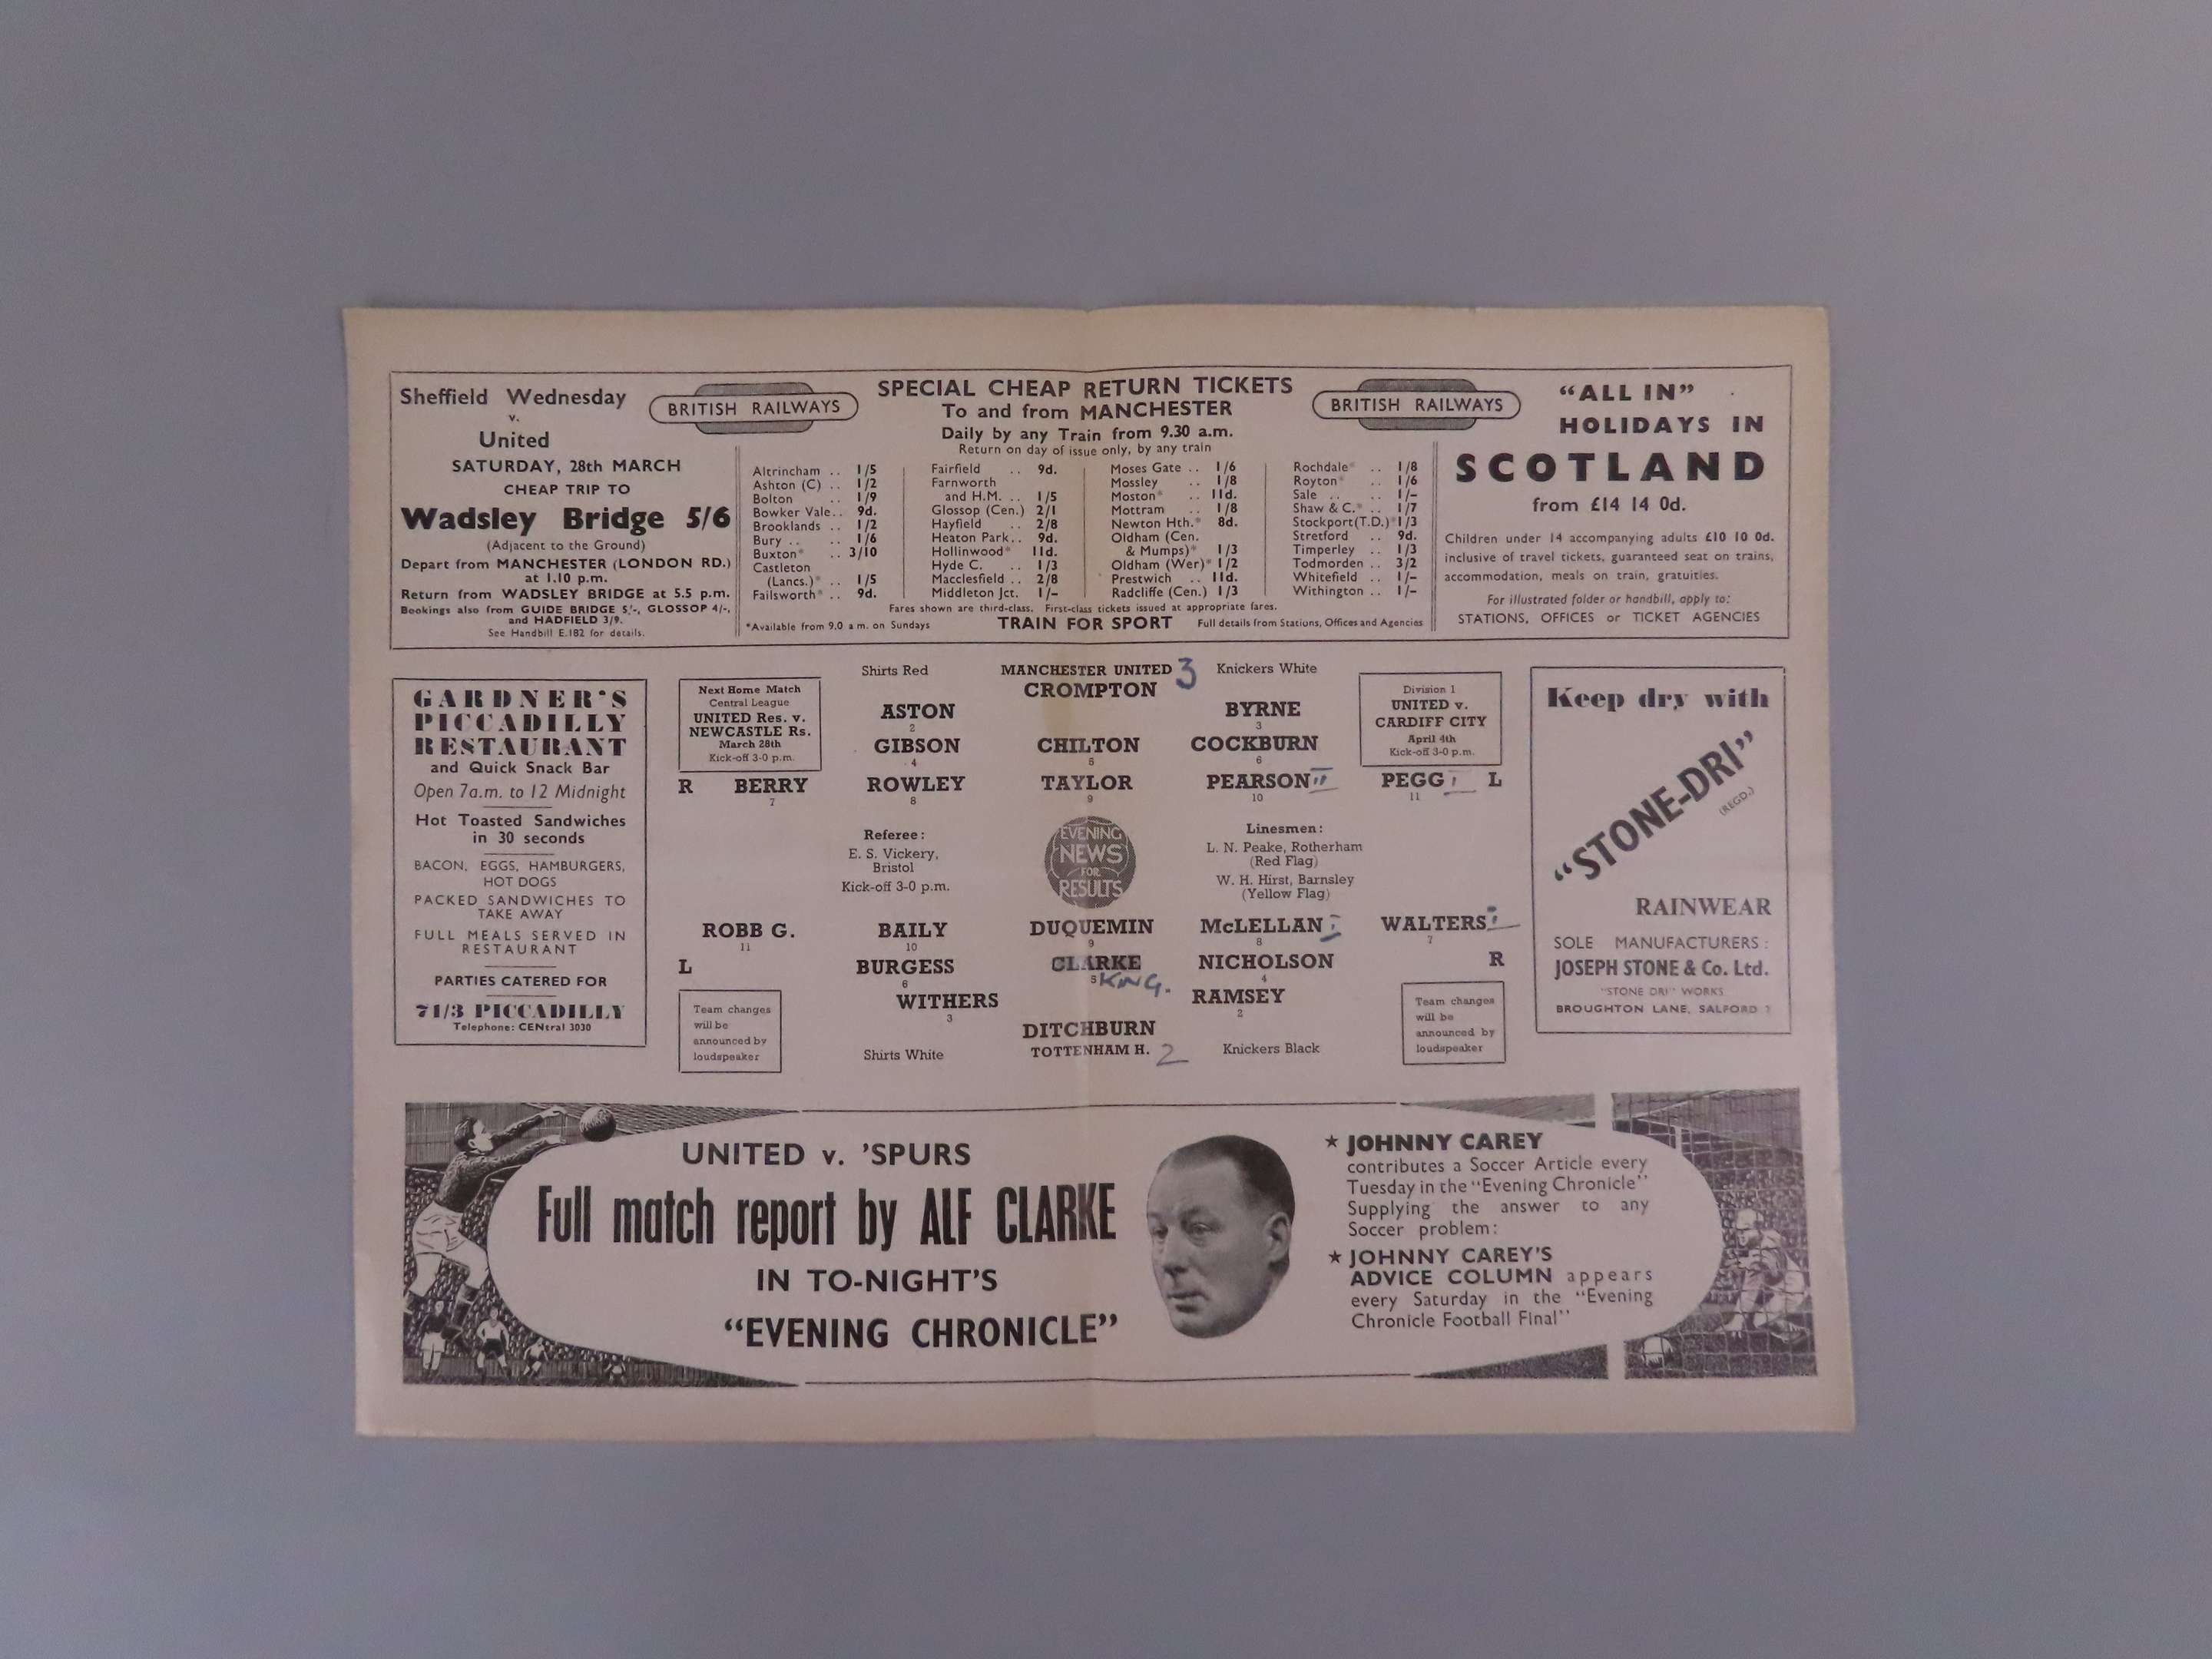 Sheffield Wednesday
v.
United
SATURDAY, 28th MARCH
CHEAP TRIP TO
Wadsley Bridge 5/6
(Adjacent to the Ground)
Depart from MANCHESTER (LONDON RD.)
at 1.10 p.m.
Return from WADSLEY BRIDGE at 5.5 p.m.
Bookings also from GUIDE BRIDGE 5/-, GLOSSOP 4/-,
and HADFIELD 3/9.
See Handbill E.182 for details.
BRITISH RAILWAYS
SPECIAL CHEAP RETURN TICKETS
To and from MANCHESTER
Daily by any Train from 9.30 a.m.
Return on day of issue only, by any train
BRITISH RAILWAYS
Altrincham .. 1/5
Ashton (C) .. 1/2
Bolton .. 1/9
Bowker Vale.. 9d.
Brooklands .. 1/2
Bury .. .. 1/6
Buxton* .. 3/10
Castleton
(Lancs.)* .. 1/5
Failsworth* .. 9d.
Fairfield .. 9d.
Farnworth
and H.M. .. 1/5
Glossop (Cen.) 2/1
Hayfield .. 2/8
Heaton Park.. 9d.
Hollinwood* 11d.
Hyde C. .. 1/3
Macclesfield .. 2/8
Middleton Jct. 1/-
Moses Gate .. 1/6
Mossley .. 1/8
Moston* .. 11d.
Mottram .. 1/8
Newton Hth.* 8d.
Oldham (Cen.
& Mumps)* 1/3
Oldham (Wer)* 1/2
Prestwich .. 11d.
Radcliffe (Cen.) 1/3
Rochdale* .. 1/8
Royton* .. 1/6
Sale .. .. 1/-
Shaw & C.* .. 1/7
Stockport(T.D.)*1/3
Stretford .. 9d.
Timperley .. 1/3
Todmorden .. 3/2
Whitefield .. 1/-
Withington .. 1/-
Fares shown are third-class. First-class tickets issued at appropriate fares.
*Available from 9.0 a.m. on Sundays TRAIN FOR SPORT Full details from Stations, Offices and Agencies
"ALL IN"
HOLIDAYS IN
SCOTLAND
from £14 14 0d.
Children under 14 accompanying adults £10 10 0d.
inclusive of travel tickets, guaranteed seat on trains,
accommodation, meals on train, gratuities.
For illustrated folder or handbill, apply to:
STATIONS, OFFICES or TICKET AGENCIES
GARDNER'S
PICCADILLY
RESTAURANT
and Quick Snack Bar
Open 7a.m. to 12 Midnight
Hot Toasted Sandwiches
in 30 seconds
BACON, EGGS, HAMBURGERS,
HOT DOGS
PACKED SANDWICHES TO
TAKE AWAY
FULL MEALS SERVED IN
RESTAURANT
PARTIES CATERED FOR
71/3 PICCADILLY
Telephone: CENtral 3030
Next Home Match
Central League
UNITED Res. v.
NEWCASTLE Rs.
March 28th
Kick-off 3-0 p.m.
Shirts Red MANCHESTER UNITED 3 Knickers White
CROMPTON
ASTON BYRNE
2 3
GIBSON CHILTON COCKBURN
4 5 6
R BERRY ROWLEY TAYLOR PEARSON II PEGG I L
7 8 9 10 11
Division 1
UNITED v.
CARDIFF CITY
April 4th
Kick-off 3-0 p.m.
Referee:
E. S. Vickery,
Bristol
Kick-off 3-0 p.m.
EVENING
NEWS
FOR
RESULTS
Linesmen:
L. N. Peake, Rotherham
(Red Flag)
W. H. Hirst, Barnsley
(Yellow Flag)
ROBB G. BAILY DUQUEMIN McLELLAN I WALTERS I
11 10 9 8 7
L BURGESS CLARKE NICHOLSON R
6 5 KING. 4
WITHERS RAMSEY
3 2
DITCHBURN
Shirts White TOTTENHAM H. 2 Knickers Black
Team changes
will be
announced by
loudspeaker
Team changes
will be
announced by
loudspeaker
Keep dry with
"STONE-DRI"
(REGD.)
RAINWEAR
SOLE MANUFACTURERS:
JOSEPH STONE & Co. Ltd.
"STONE DRI" WORKS
BROUGHTON LANE, SALFORD 7
UNITED v. 'SPURS
Full match report by ALF CLARKE
IN TO-NIGHT'S
"EVENING CHRONICLE"
★ JOHNNY CAREY
contributes a Soccer Article every
Tuesday in the "Evening Chronicle"
Supplying the answer to any
Soccer problem:
★ JOHNNY CAREY'S
ADVICE COLUMN appears
every Saturday in the "Evening
Chronicle Football Final"